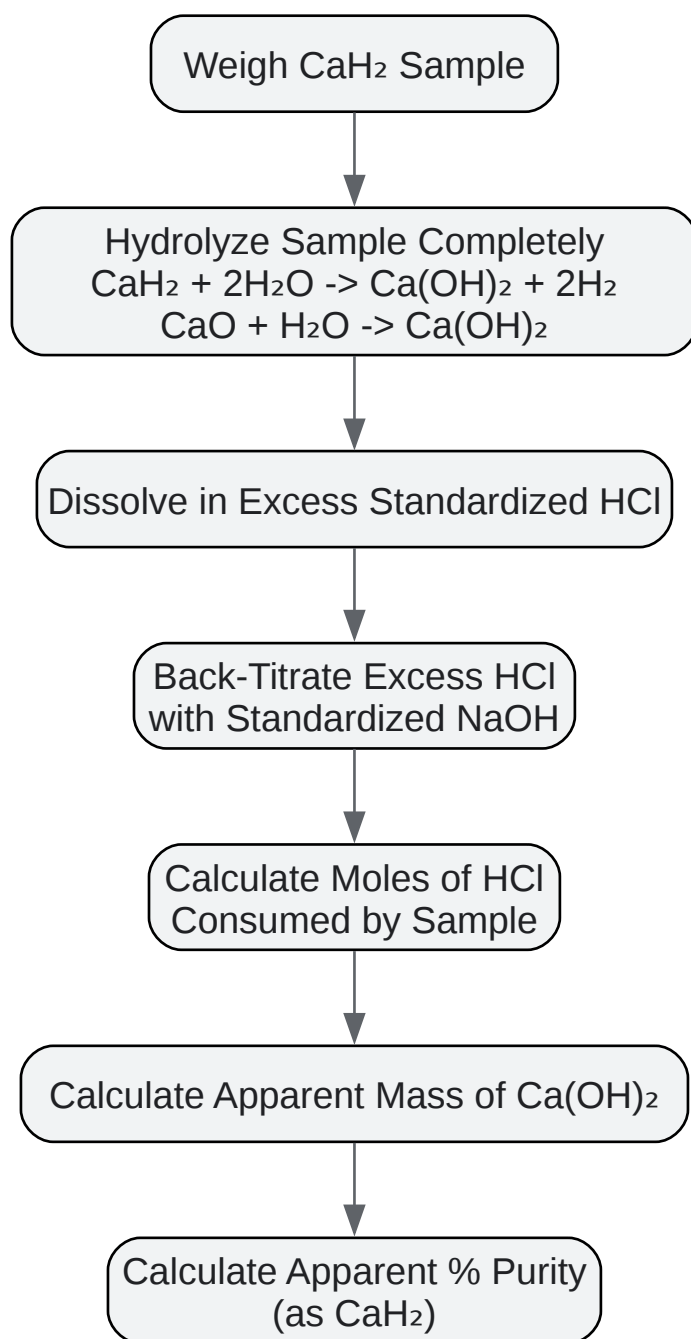 Weigh CaH₂ Sample
Hydrolyze Sample Completely
CaH₂ + 2H₂O -> Ca(OH)₂ + 2H₂
CaO + H₂O -> Ca(OH)₂
Dissolve in Excess Standardized HCl
Back-Titrate Excess HCl
with Standardized NaOH
Calculate Moles of HCl
Consumed by Sample
Calculate Apparent Mass of Ca(OH)₂
Calculate Apparent % Purity
(as CaH₂)